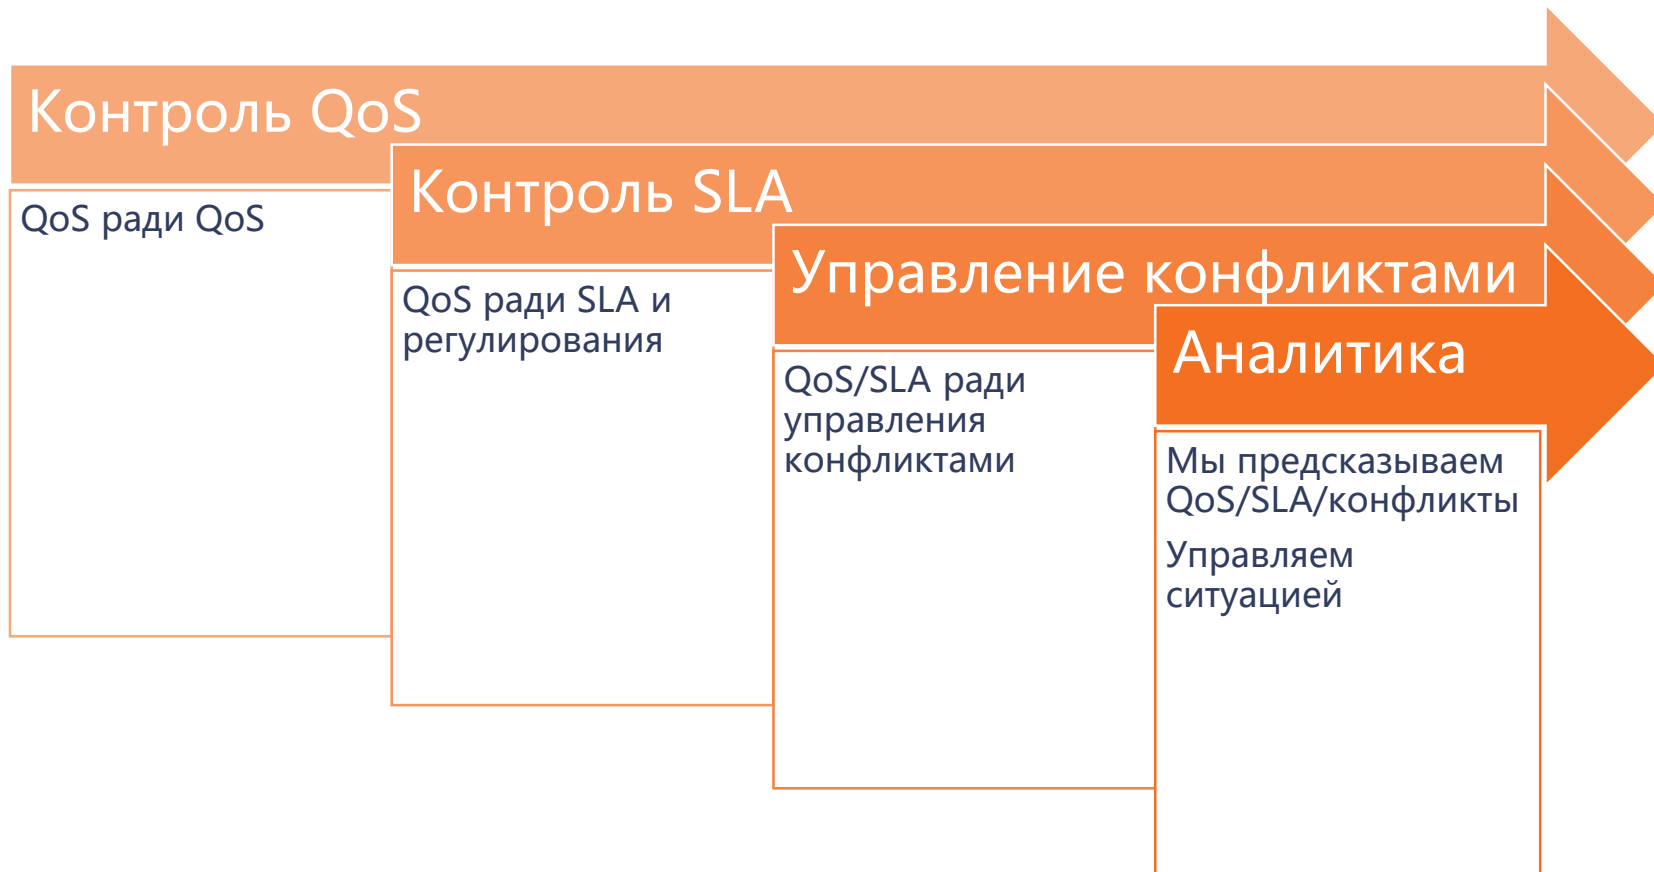 Контроль QoS
QoS ради QoS
Контроль SLA
QoS ради SLA и
регулирования
Управление конфликтами
QoS/SLA ради
управления
конфликтами
Аналитика
Мы предсказываем
QoS/SLA/конфликты
Управляем
ситуацией